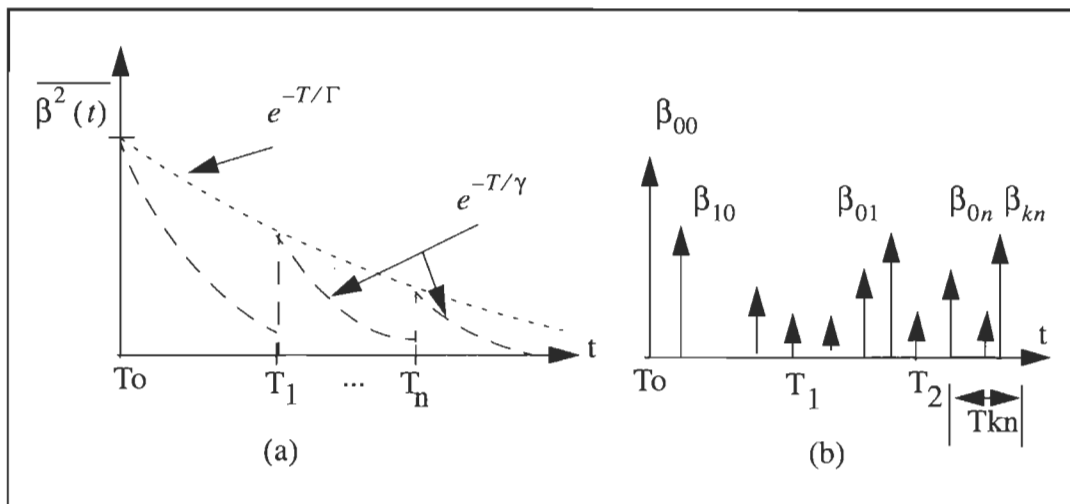 β²(t)
e^{-T/Γ}
e^{-T/γ}
To
T₁
...
Tₙ
t
(a)
β₀₀
β₁₀
β₀₁
β₀ₙ
βₖₙ
t
To
T₁
T₂
Tkn
(b)